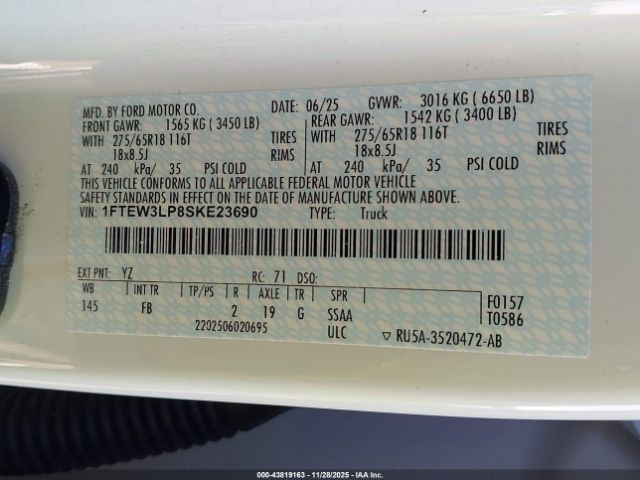 MFD. BY FORD MOTOR CO.
DATE: 06/25 GVWR: 3016 KG ( 6650 LB)
FRONT GAWR: 1565 KG ( 3450 LB)
REAR GAWR: 1542 KG ( 3400 LB)
WITH 275/65R18 116T TIRES
18x8.5J RIMS
AT 240 kPa/ 35 PSI COLD
WITH 275/65R18 116T TIRES
18x8.5J RIMS
AT 240 kPa/ 35 PSI COLD
THIS VEHICLE CONFORMS TO ALL APPLICABLE FEDERAL MOTOR VEHICLE
SAFETY STANDARDS IN EFFECT ON THE DATE OF MANUFACTURE SHOWN ABOVE.
VIN: 1FTEW3LP8SKE23690 TYPE: Truck
EXT PNT: YZ RC: 71 DSO:
WB INT TR TP/PS R AXLE TR SPR
145 FB 2 19 G SSAA
2202506020695 ULC
F0157
T0586
▽ RU5A-3520472-AB
000-43819163 | 11/28/2025 | IAA, Inc.